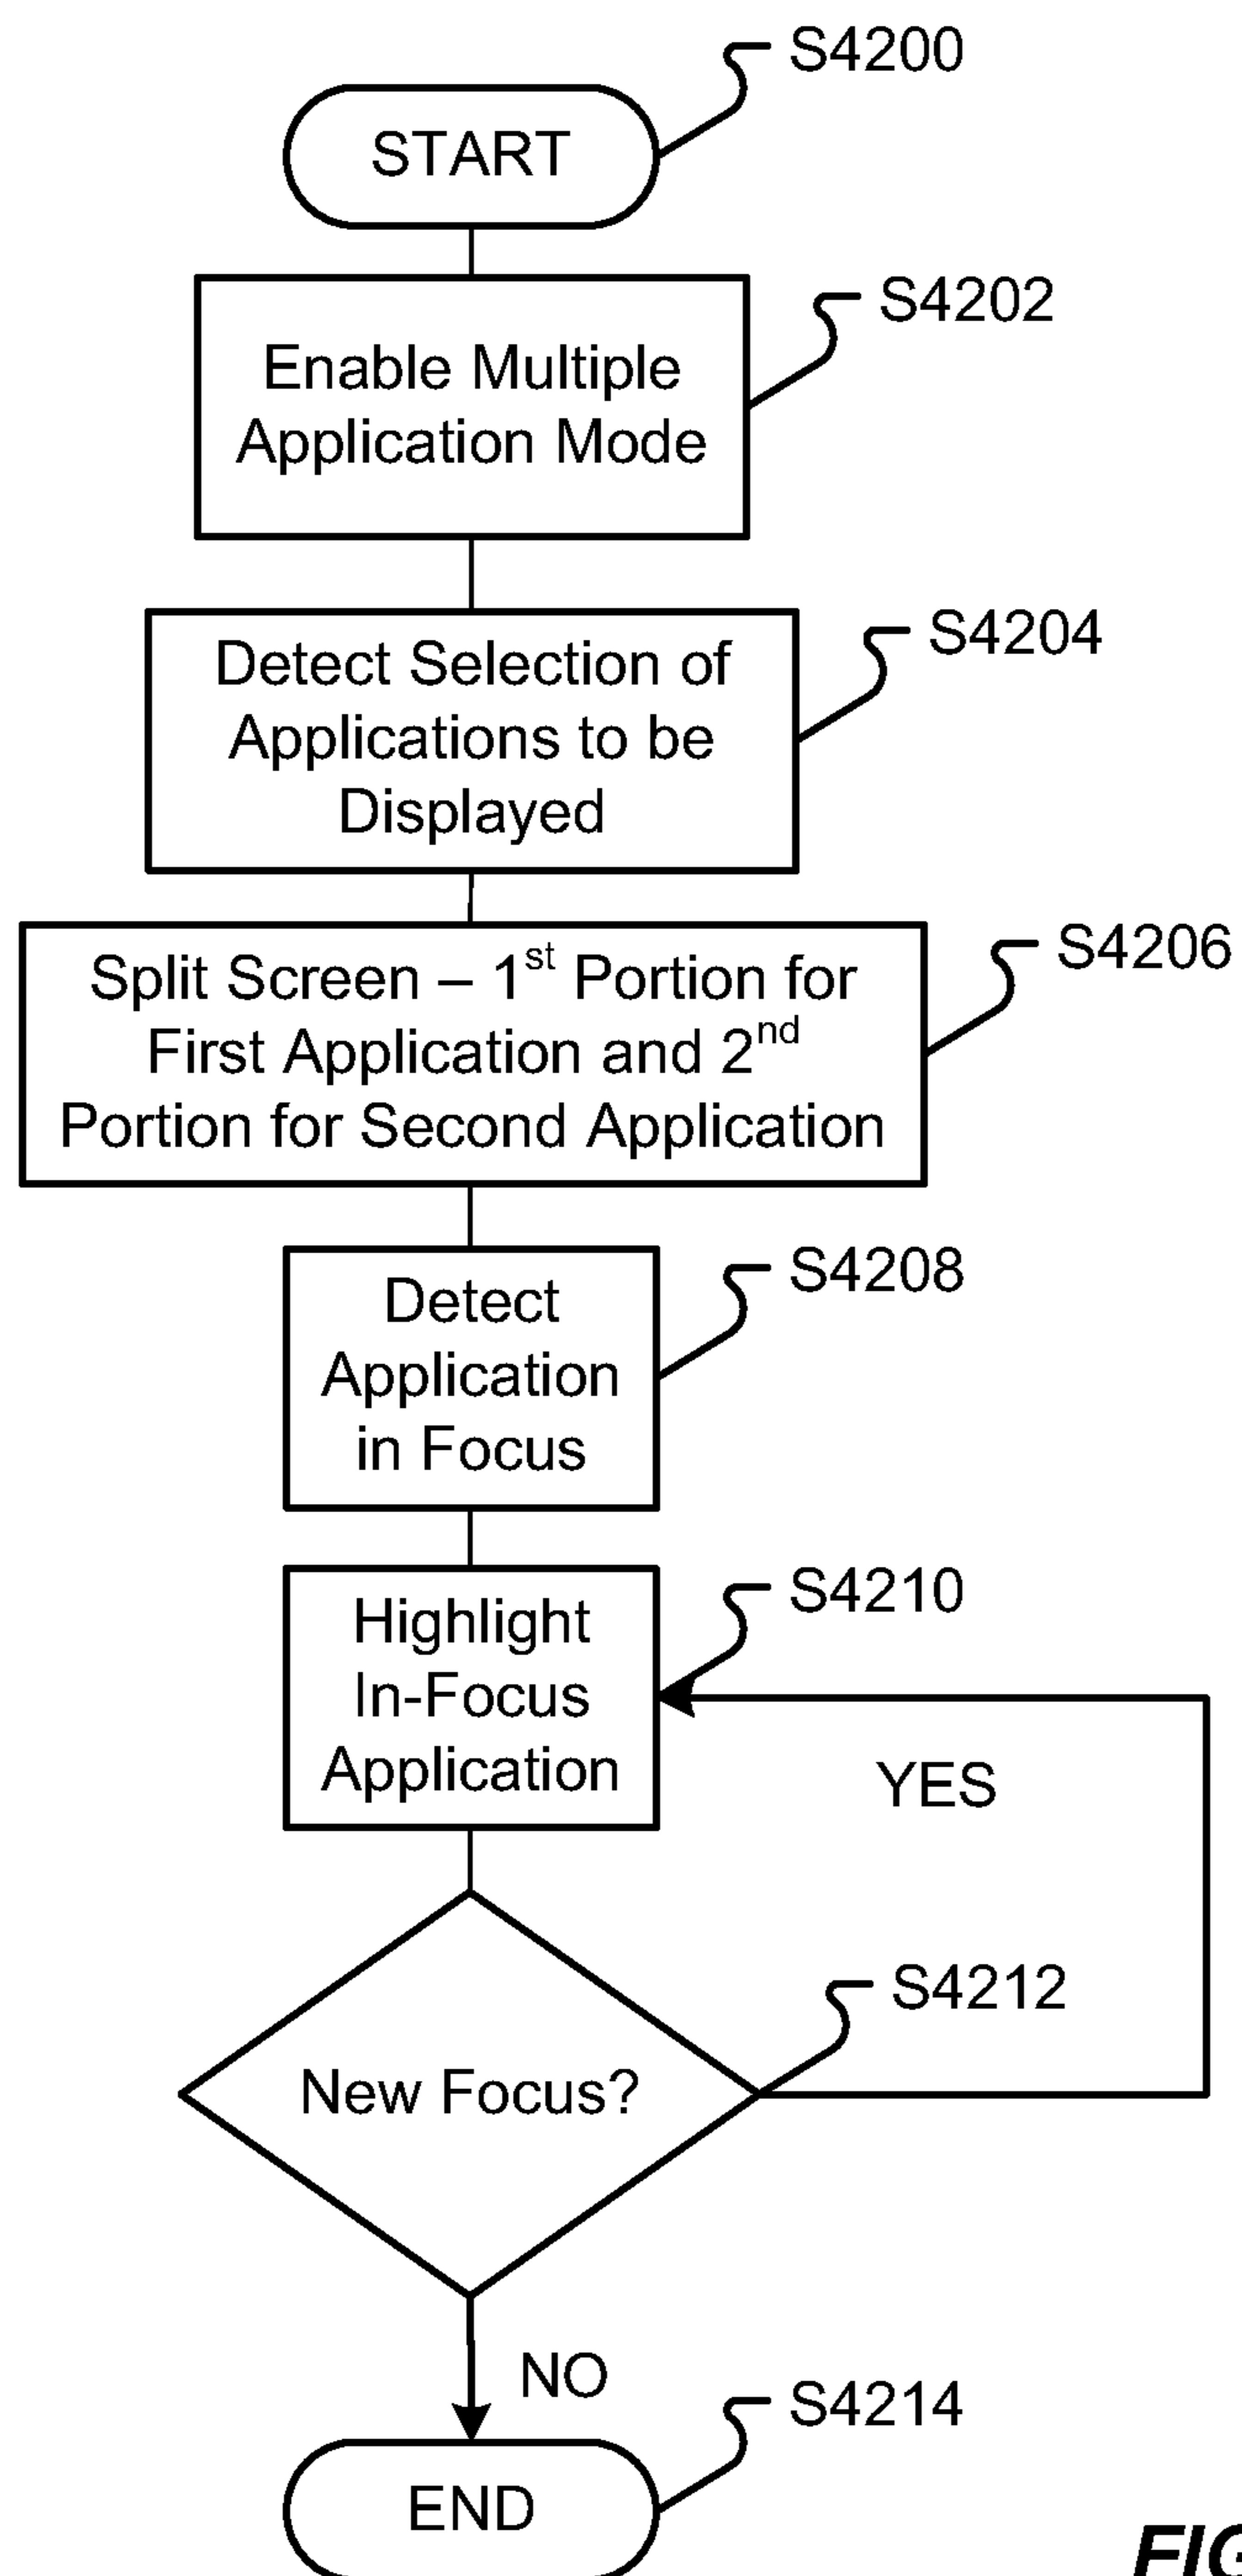 S4200
START
S4202
Enable Multiple
Application Mode
S4204
Detect Selection of
Applications to be
Displayed
S4206
Split Screen – 1st Portion for
First Application and 2nd
Portion for Second Application
S4208
Detect
Application
in Focus
S4210
Highlight
In-Focus
Application
YES
S4212
New Focus?
NO
S4214
END